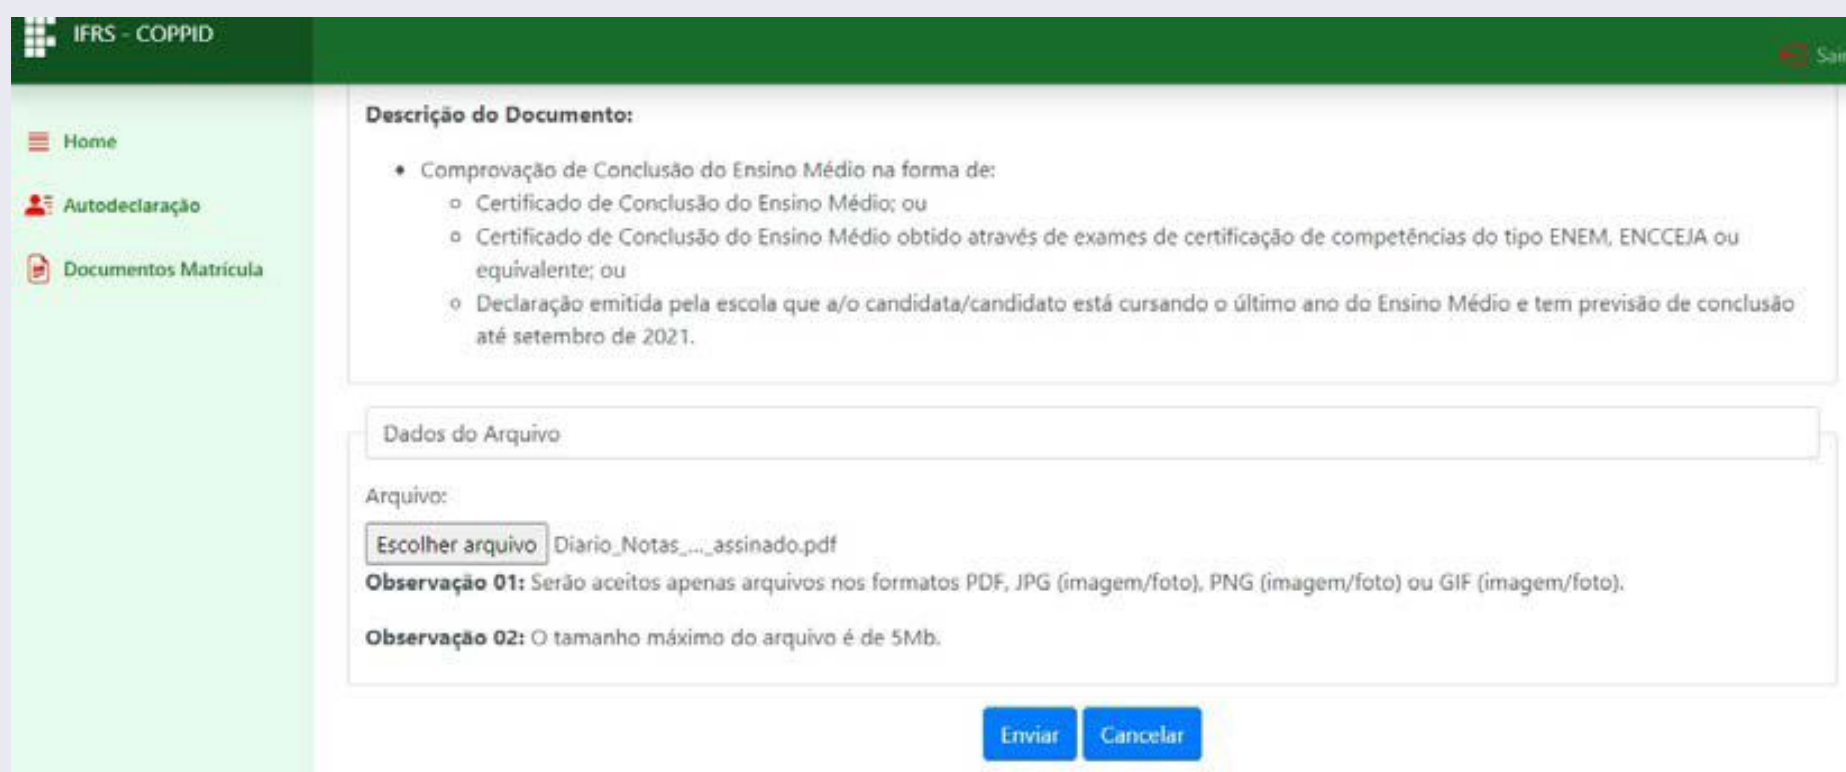 IFRS - COPPID
Sair
Home
Autodeclaração
Documentos Matrícula
Descrição do Documento:
• Comprovação de Conclusão do Ensino Médio na forma de:
◦ Certificado de Conclusão do Ensino Médio; ou
◦ Certificado de Conclusão do Ensino Médio obtido através de exames de certificação de competências do tipo ENEM, ENCCEJA ou
equivalente; ou
◦ Declaração emitida pela escola que a/o candidata/candidato está cursando o último ano do Ensino Médio e tem previsão de conclusão
até setembro de 2021.
Dados do Arquivo
Arquivo:
Escolher arquivo Diario_Notas_..._assinado.pdf
Observação 01: Serão aceitos apenas arquivos nos formatos PDF, JPG (imagem/foto), PNG (imagem/foto) ou GIF (imagem/foto).
Observação 02: O tamanho máximo do arquivo é de 5Mb.
Enviar Cancelar